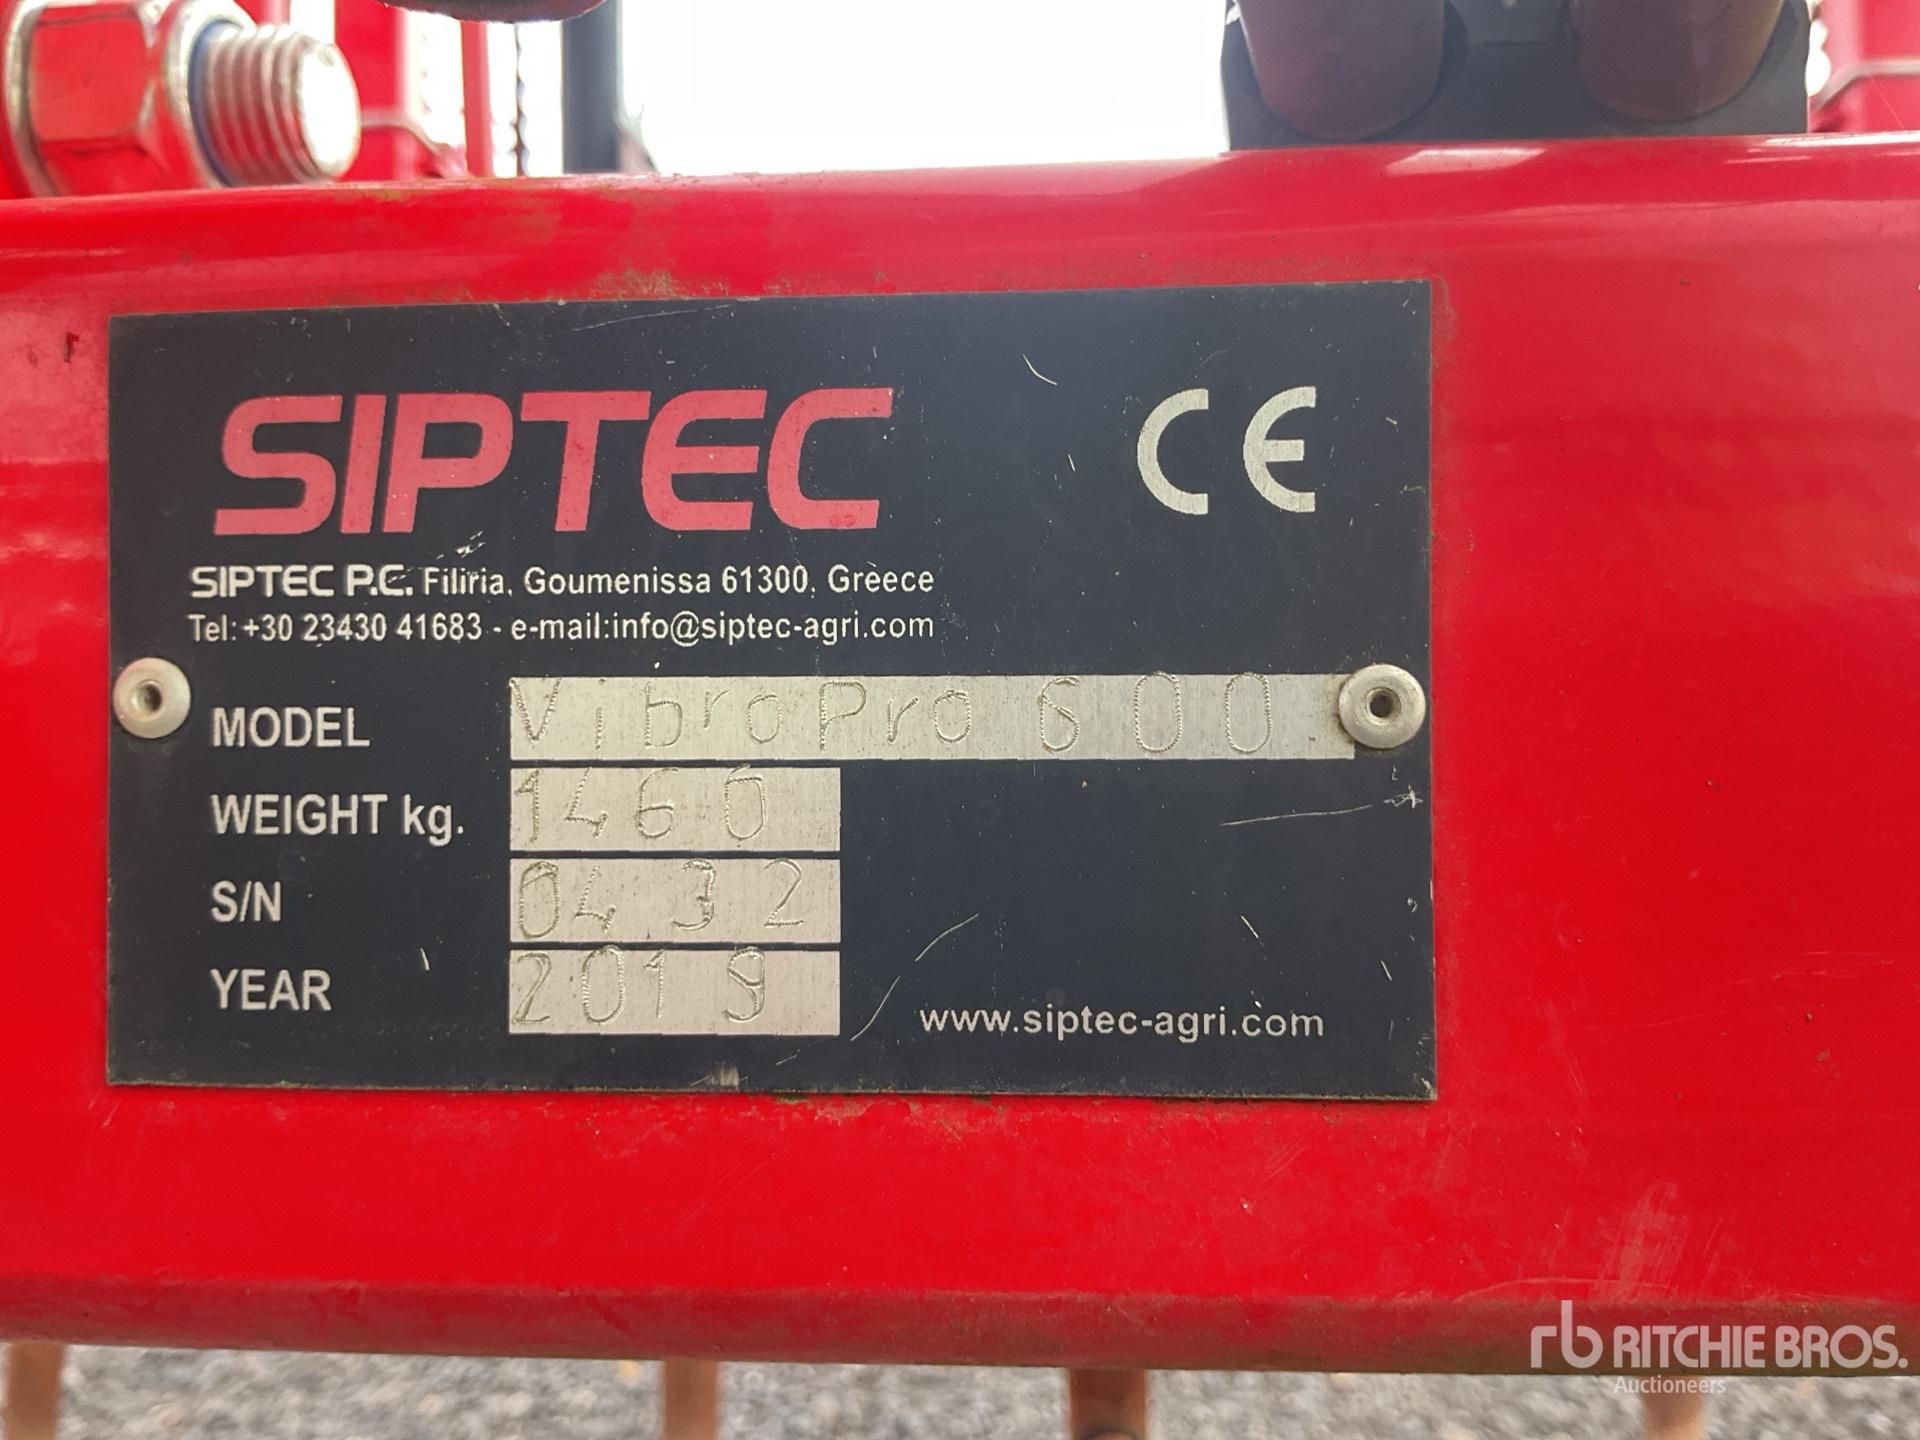 SIPTEC CE
SIPTEC P.C. Filiria, Goumenissa 61300, Greece
Tel: +30 23430 41683 - e-mail:info@siptec-agri.com
MODEL VibroPro 600
WEIGHT kg. 1460
S/N 0432
YEAR 2019
www.siptec-agri.com
rb RITCHIE BROS.
Auctioneers